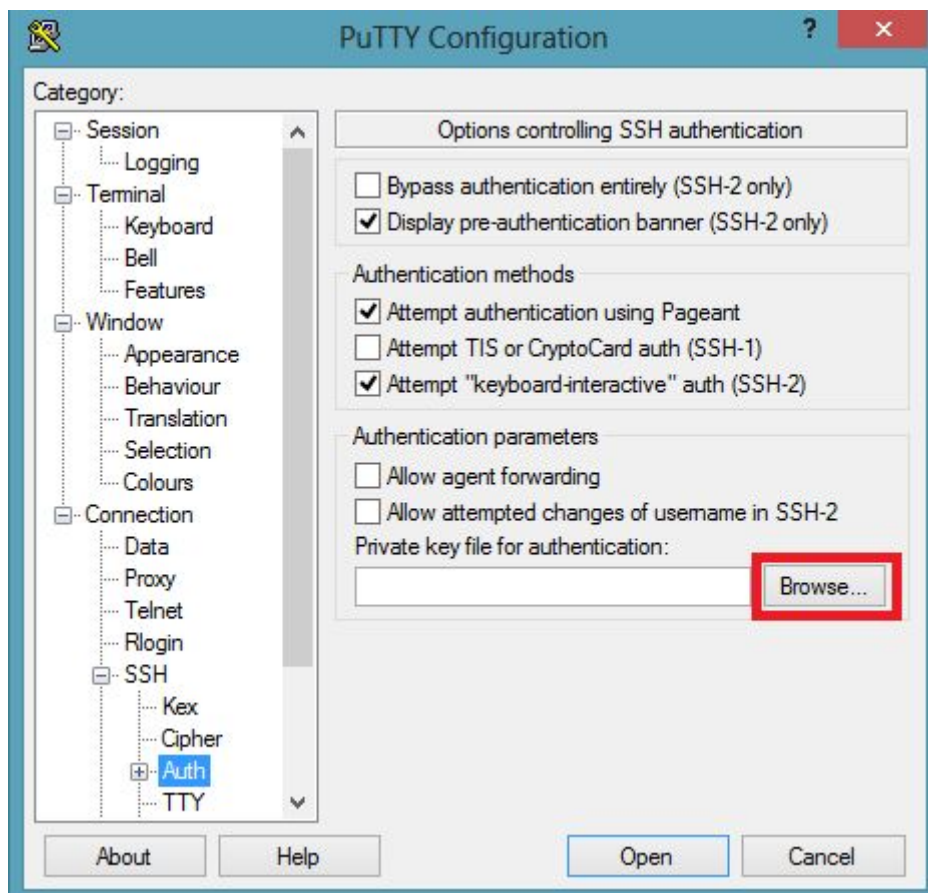 PuTTY Configuration
?
Category:
Session
Logging
Terminal
Keyboard
Bell
Features
Window
Appearance
Behaviour
Translation
Selection
Colours
Connection
Data
Proxy
Telnet
Rlogin
SSH
Kex
Cipher
Auth
TTY
Options controlling SSH authentication
Bypass authentication entirely (SSH-2 only)
Display pre-authentication banner (SSH-2 only)
Authentication methods
Attempt authentication using Pageant
Attempt TIS or CryptoCard auth (SSH-1)
Attempt "keyboard-interactive" auth (SSH-2)
Authentication parameters
Allow agent forwarding
Allow attempted changes of username in SSH-2
Private key file for authentication:
Browse...
About
Help
Open
Cancel